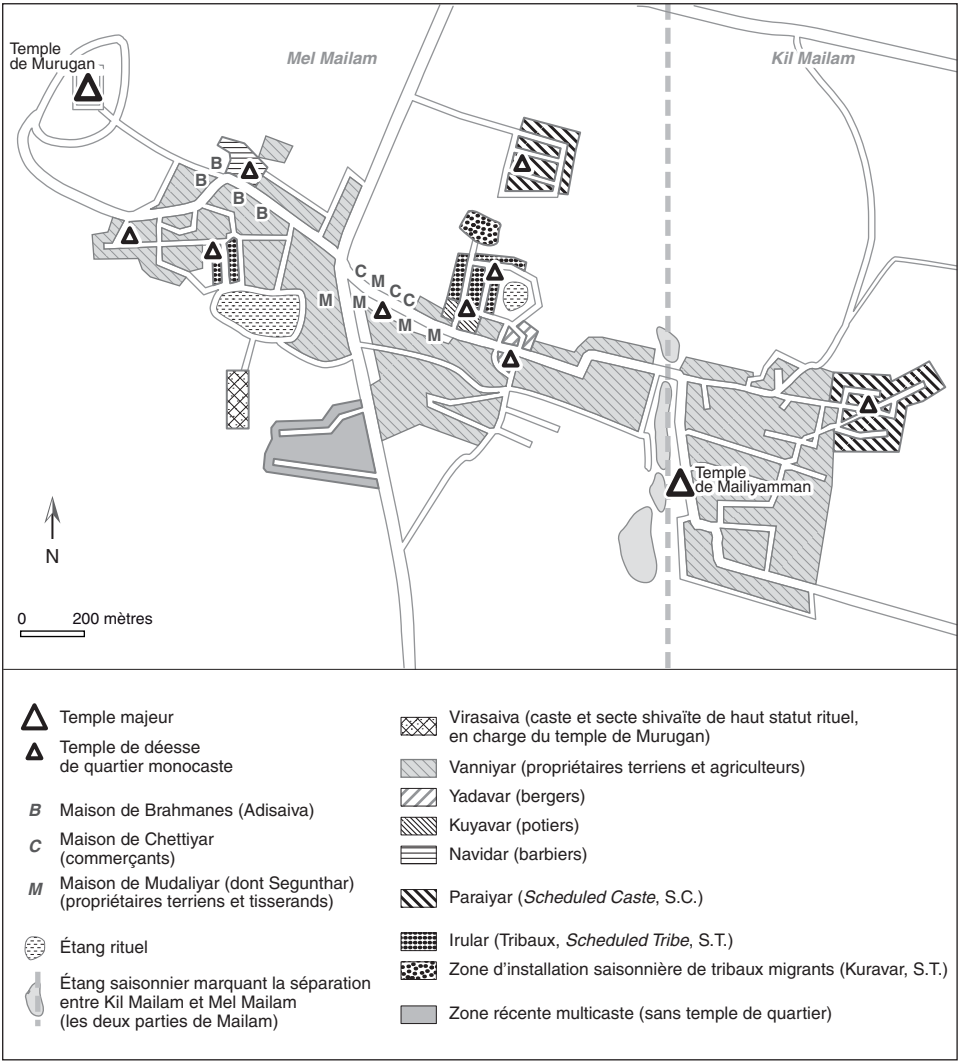 Temple
de Murugan
Mel Mailam
Kil Mailam
B
B
B
B
C
M
C
C
M
M
M
M
Temple
de Mailiyamman
N
0 200 mètres
Temple majeur
Temple de déesse
de quartier monocaste
B Maison de Brahmanes (Adisaiva)
C Maison de Chettiyar
(commerçants)
M Maison de Mudaliyar (dont Segunthar)
(propriétaires terriens et tisserands)
Étang rituel
Étang saisonnier marquant la séparation
entre Kil Mailam et Mel Mailam
(les deux parties de Mailam)
Virasaiva (caste et secte shivaïte de haut statut rituel,
en charge du temple de Murugan)
Vanniyar (propriétaires terriens et agriculteurs)
Yadavar (bergers)
Kuyavar (potiers)
Navidar (barbiers)
Paraiyar (Scheduled Caste, S.C.)
Irular (Tribaux, Scheduled Tribe, S.T.)
Zone d'installation saisonnière de tribaux migrants (Kuravar, S.T.)
Zone récente multicaste (sans temple de quartier)